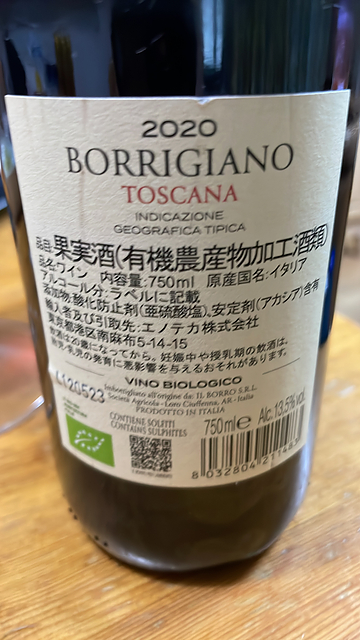 2020
BORRIGIANO
TOSCANA
INDICAZIONE
GEOGRAFICA TIPICA
品目:果実酒(有機農産物加工酒類)
品名:ワイン 内容量:750ml 原産国名:イタリア
アルコール分:ラベルに記載
添加物:酸化防止剤(亜硫酸塩)、安定剤(アカシア)含有
輸入者及び引取先:エノテカ株式会社
東京都港区南麻布5-14-15
お酒は20歳になってから。妊娠中や授乳期の飲酒は、
胎児・乳児の発育に悪影響を与えるおそれがあります。
VINO BIOLOGICO
4120523
Imbottigliato all'origine da: IL BORRO S.R.L.
Società Agricola - Loro Ciuffenna, AR - Italia
PRODOTTO IN ITALIA
CONTIENE SOLFITI
CONTAINS SULPHITES
750ml e Alc.13,5% vol.